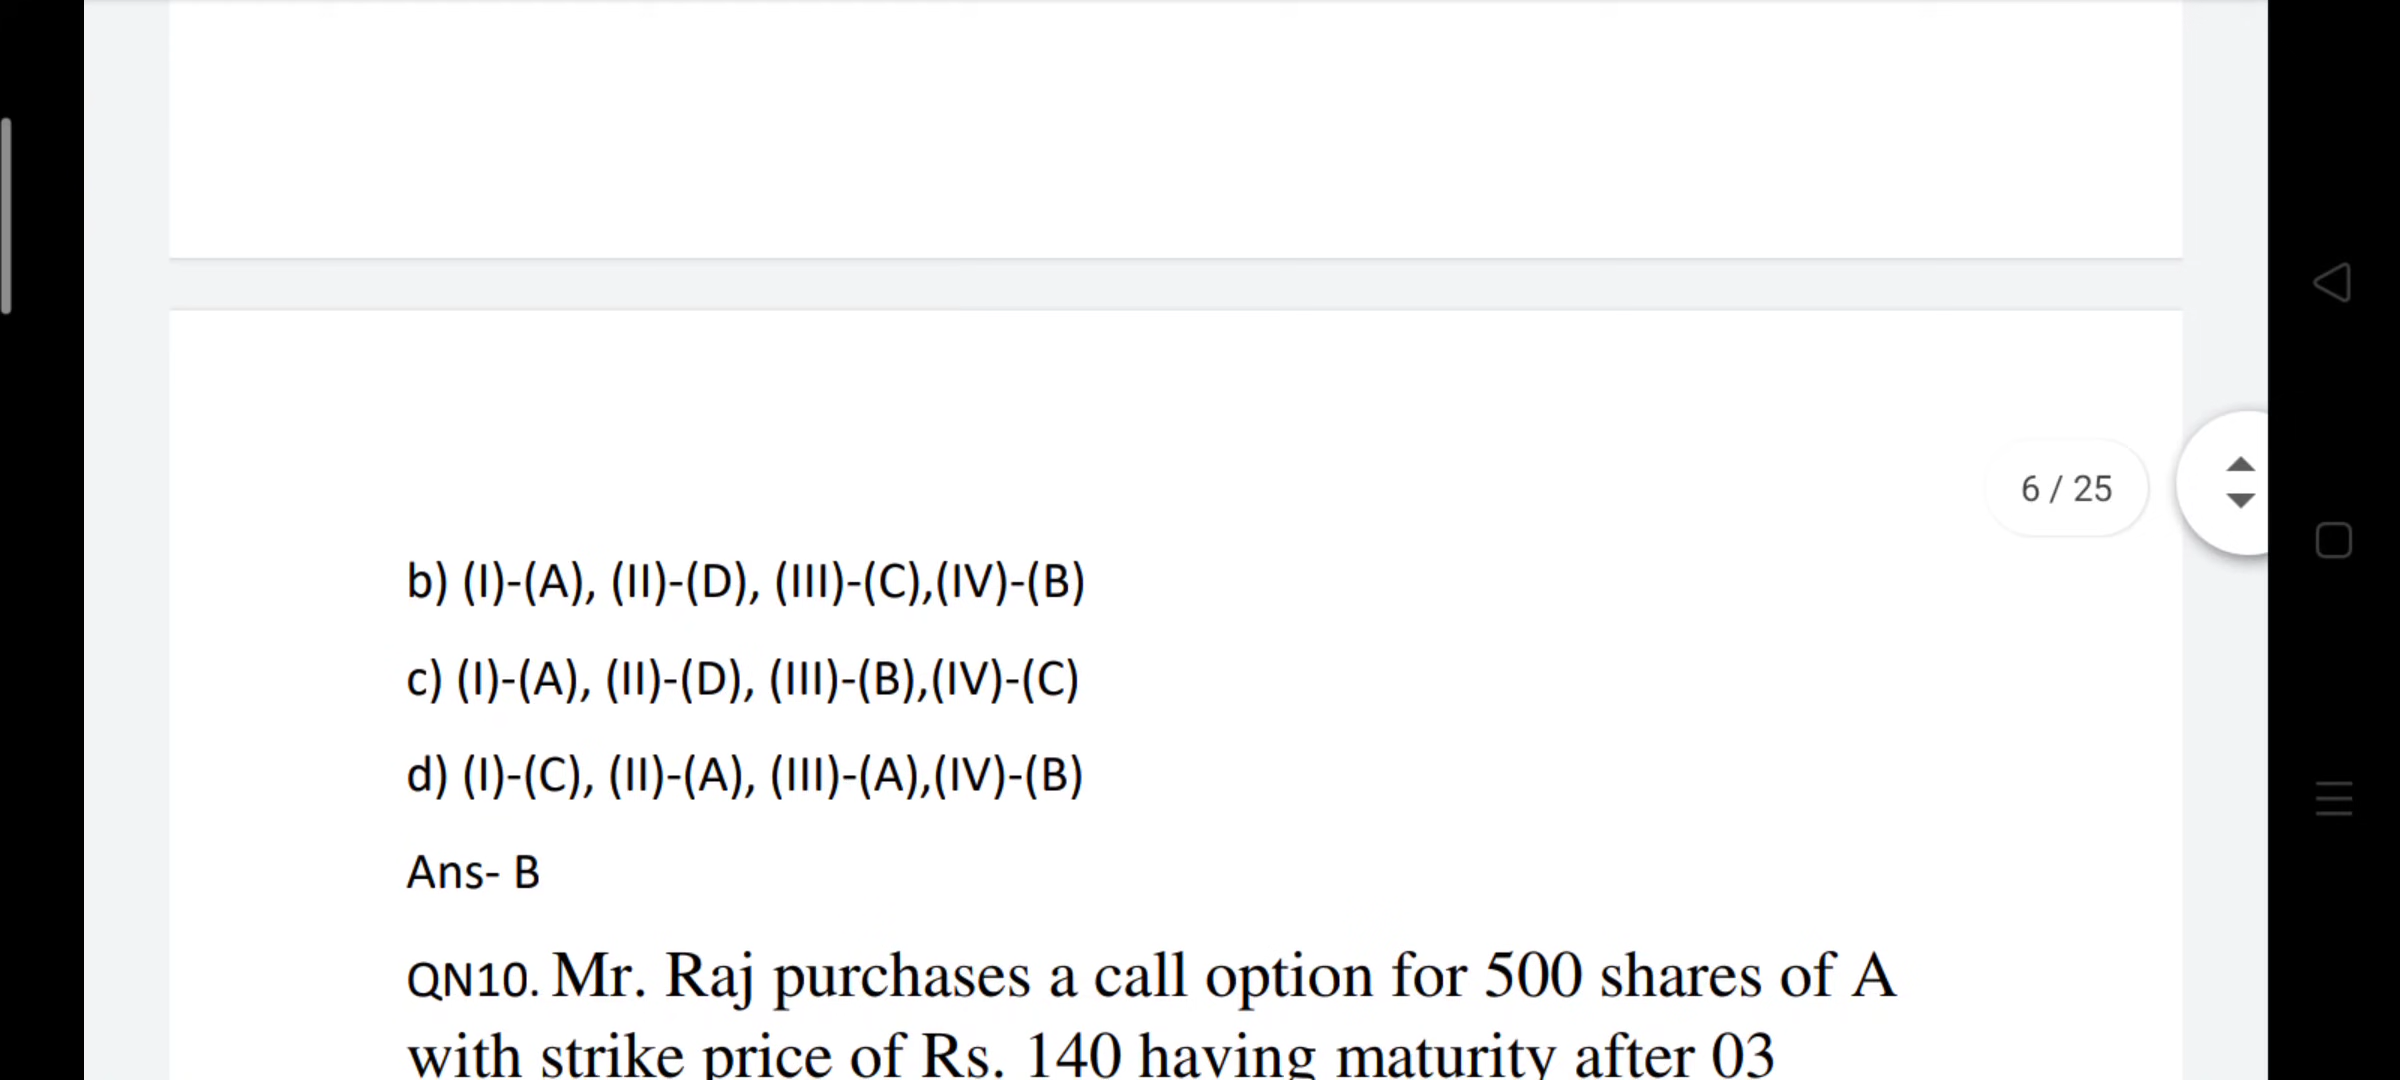 6 / 25
b) (I)-(A), (II)-(D), (III)-(C),(IV)-(B)
c) (I)-(A), (II)-(D), (III)-(B),(IV)-(C)
d) (I)-(C), (II)-(A), (III)-(A),(IV)-(B)
Ans- B
QN10. Mr. Raj purchases a call option for 500 shares of A
with strike price of Rs. 140 having maturity after 03